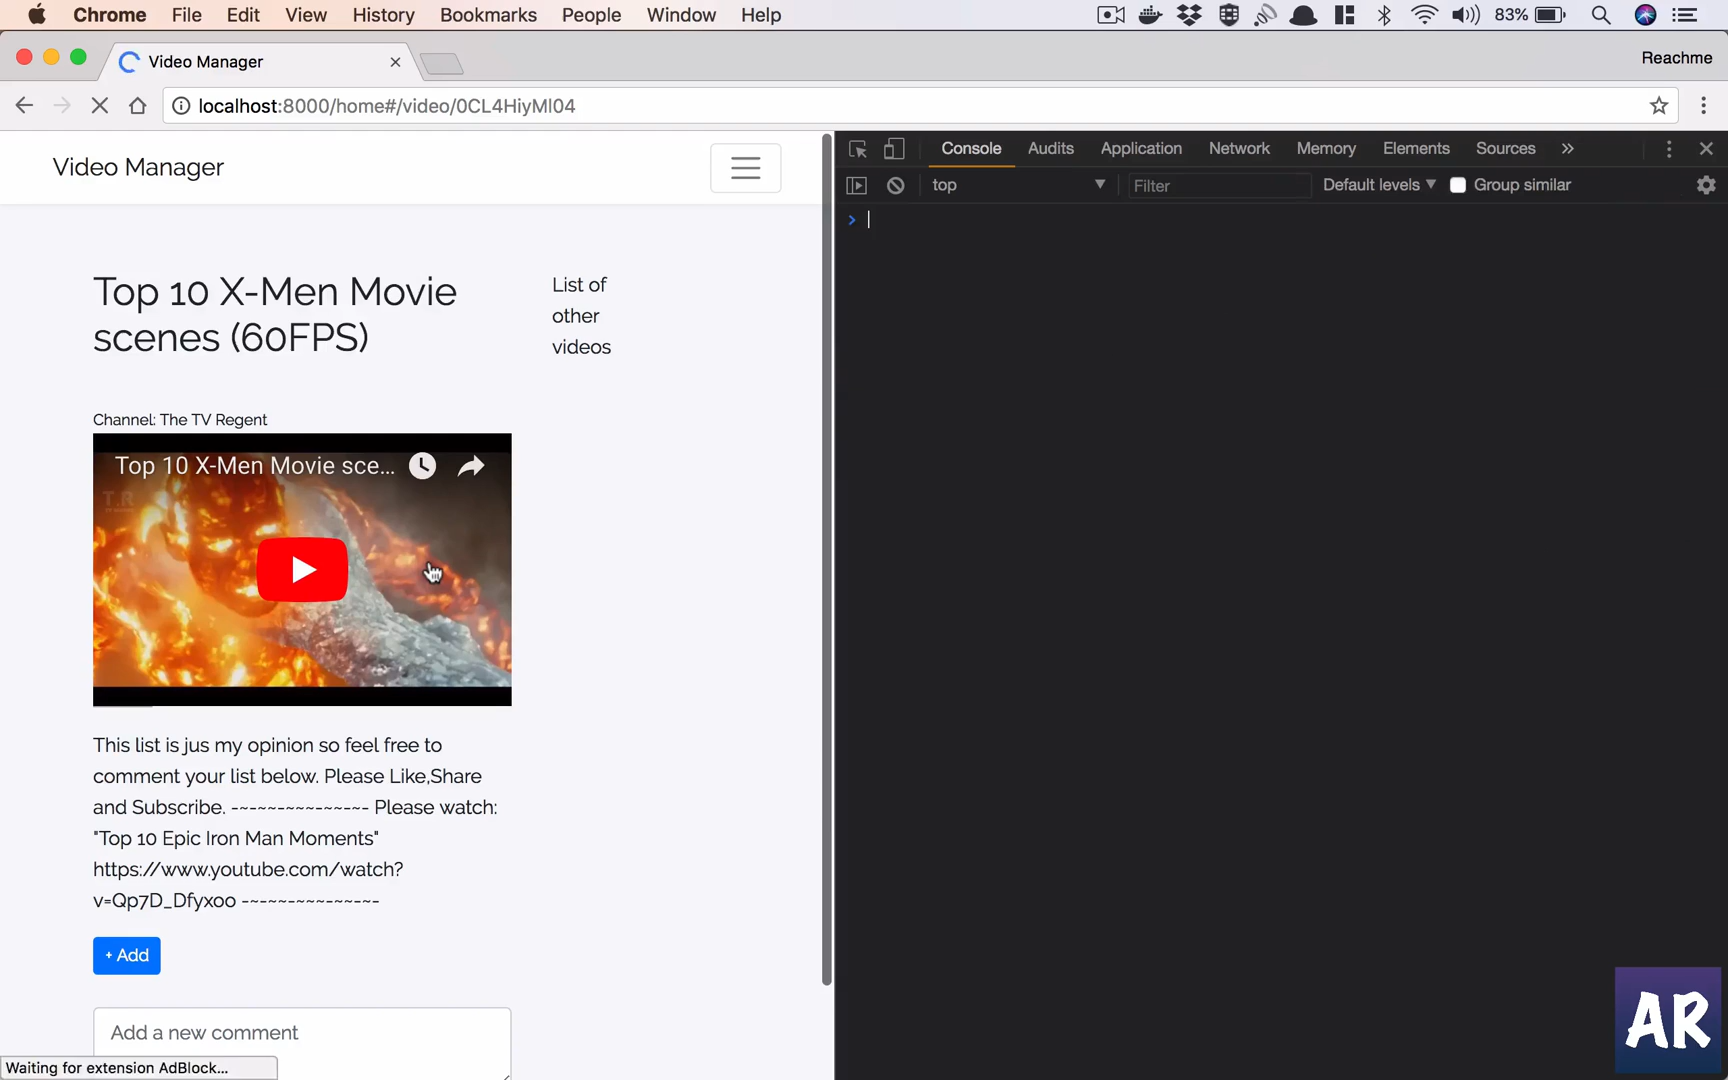 Chrome File Edit View History Bookmarks People Window Help 83%
Video Manager
Reachme
localhost:8000/home#/video/0CL4HiyMl04
Video Manager
Top 10 X-Men Movie
scenes (60FPS)
List of
other
videos
Channel: The TV Regent
Top 10 X-Men Movie sce...
T.R
This list is jus my opinion so feel free to
comment your list below. Please Like,Share
and Subscribe. -~-~~-~~~-~~-~- Please watch:
"Top 10 Epic Iron Man Moments"
https://www.youtube.com/watch?
v=Qp7D_Dfyxoo -~-~~-~~~-~~-~-
+ Add
Add a new comment
Waiting for extension AdBlock...
Console Audits Application Network Memory Elements Sources »
top Filter Default levels Group similar
>
AR